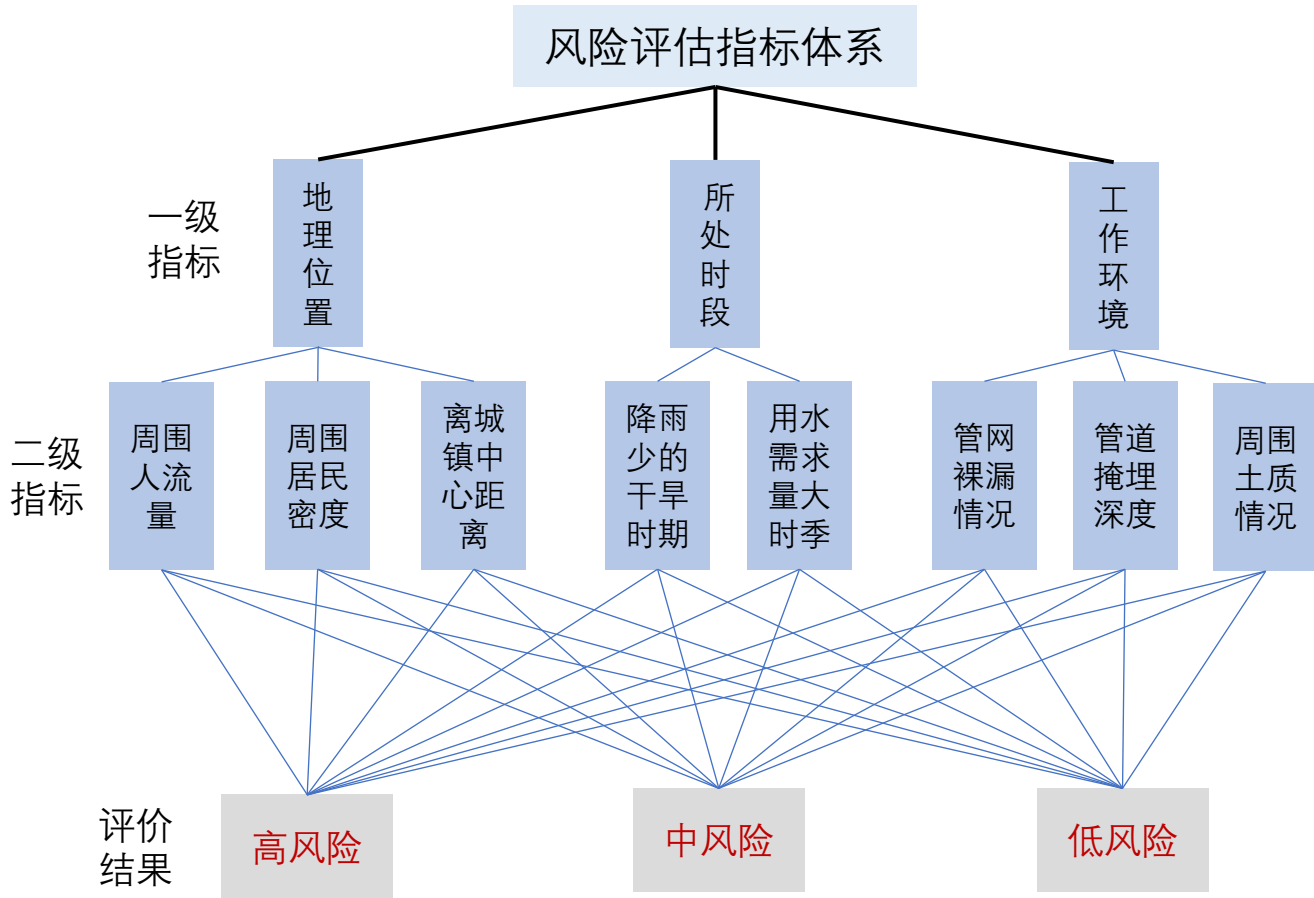 风险评估指标体系
一级
指标
地
理
位
置
所
处
时
段
工
作
环
境
二级
指标
周围
人流
量
周围
居民
密度
离城
镇中
心距
离
降雨
少的
干旱
时期
用水
需求
量大
时季
管网
裸漏
情况
管道
掩埋
深度
周围
土质
情况
评价
结果
高风险
中风险
低风险